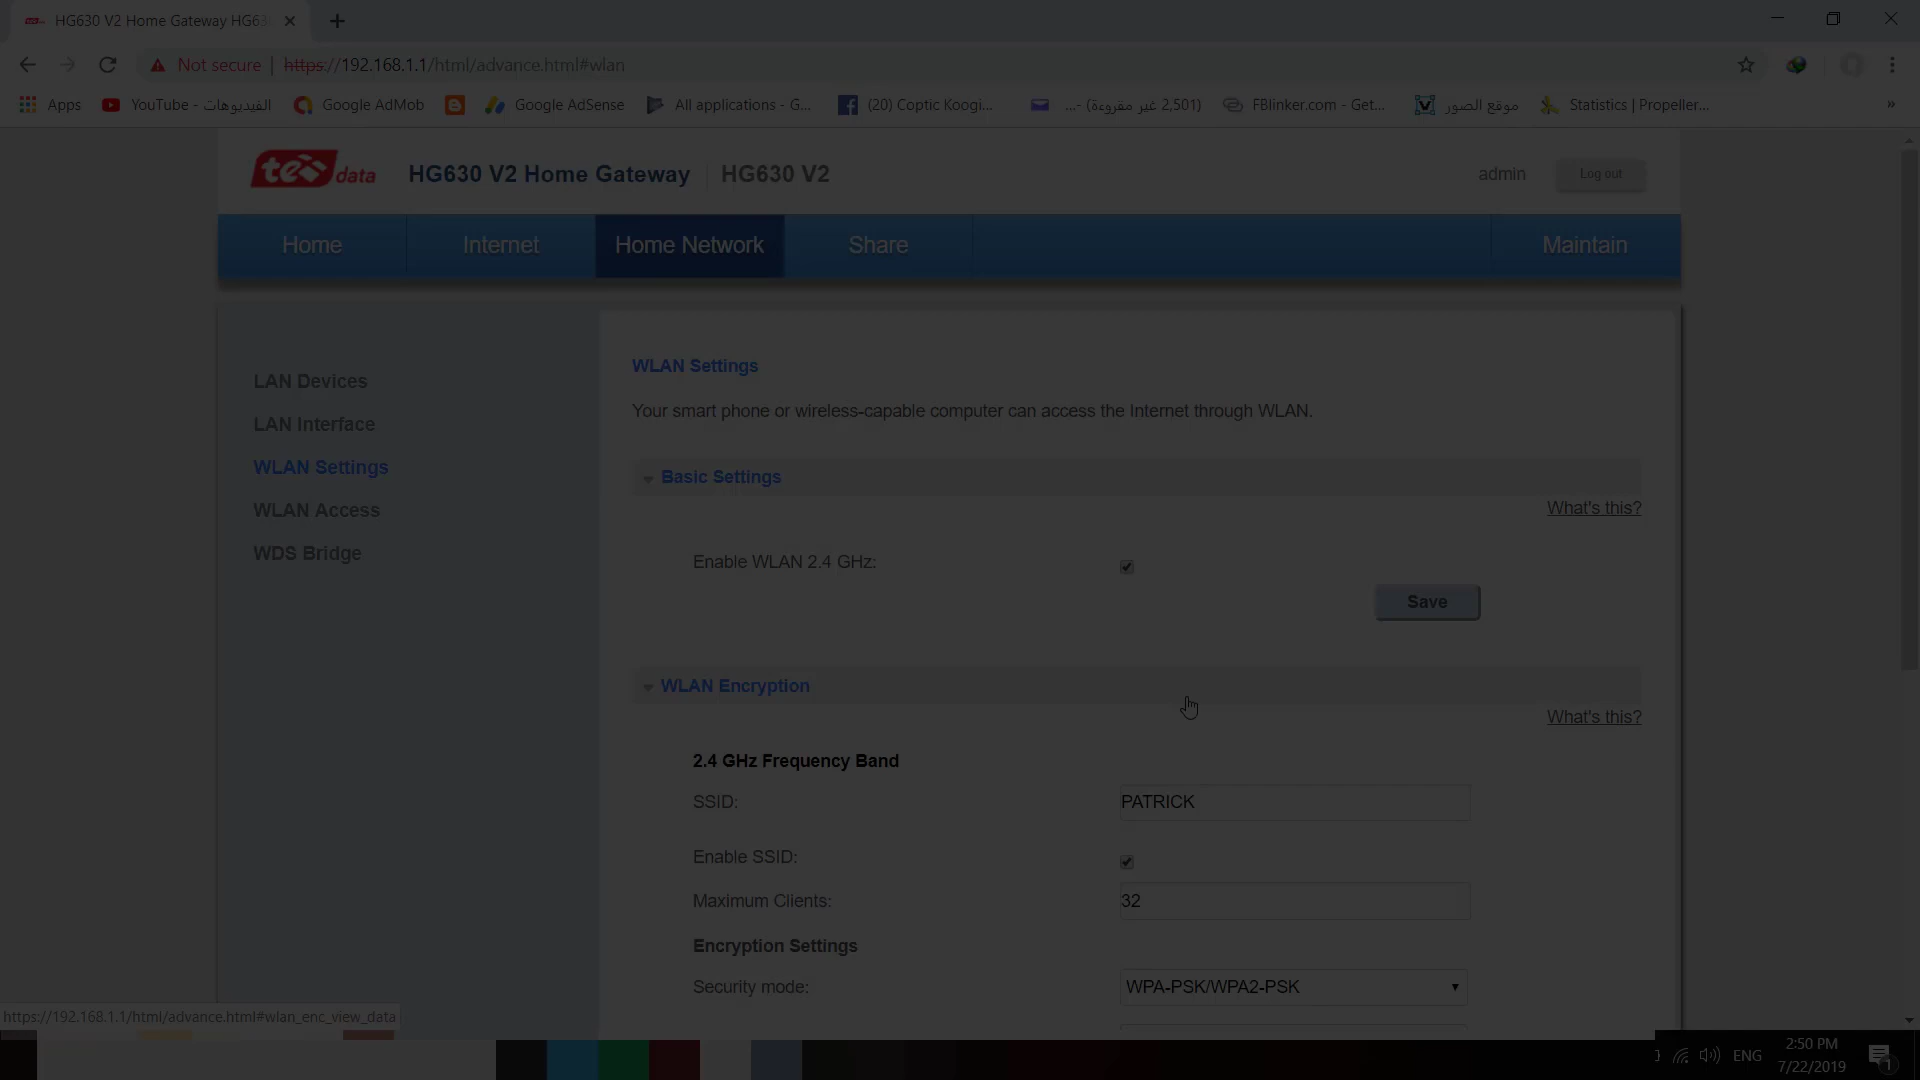 HG630 V2 Home Gateway HG63
Not secure | https://192.168.1.1/html/advance.html#wlan
Apps YouTube - الفيديوهات Google AdMob Google AdSense All applications - G... (20) Coptic Koogi... (2,501 غير مقروءة) -... FBlinker.com - Get... موقع الصور Statistics | Propeller... »
te data HG630 V2 Home Gateway HG630 V2 admin Log out
Home Internet Home Network Share Maintain
LAN Devices
LAN Interface
WLAN Settings
WLAN Access
WDS Bridge
WLAN Settings
Your smart phone or wireless-capable computer can access the Internet through WLAN.
Basic Settings
What's this?
Enable WLAN 2.4 GHz:
Save
WLAN Encryption
What's this?
2.4 GHz Frequency Band
SSID: PATRICK
Enable SSID:
Maximum Clients: 32
Encryption Settings
Security mode: WPA-PSK/WPA2-PSK
https://192.168.1.1/html/advance.html#wlan_enc_view_data
ENG 2:50 PM
7/22/2019 1